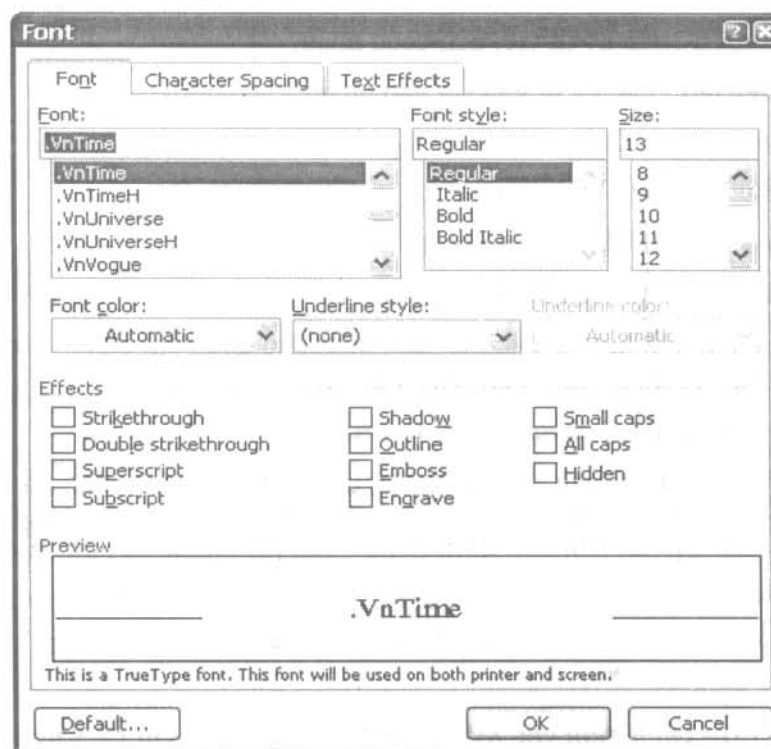 Font
Font Character Spacing Text Effects
Font: Font style: Size:
.VnTime Regular 13
.VnTime Regular 8
.VnTimeH Italic 9
.VnUniverse Bold 10
.VnUniverseH Bold Italic 11
.VnVogue 12
Font color: Underline style: Underline color:
Automatic (none) Automatic
Effects
Strikethrough Shadow Small caps
Double strikethrough Outline All caps
Superscript Emboss Hidden
Subscript Engrave
Preview
.VnTime
This is a TrueType font. This font will be used on both printer and screen.
Default... OK Cancel